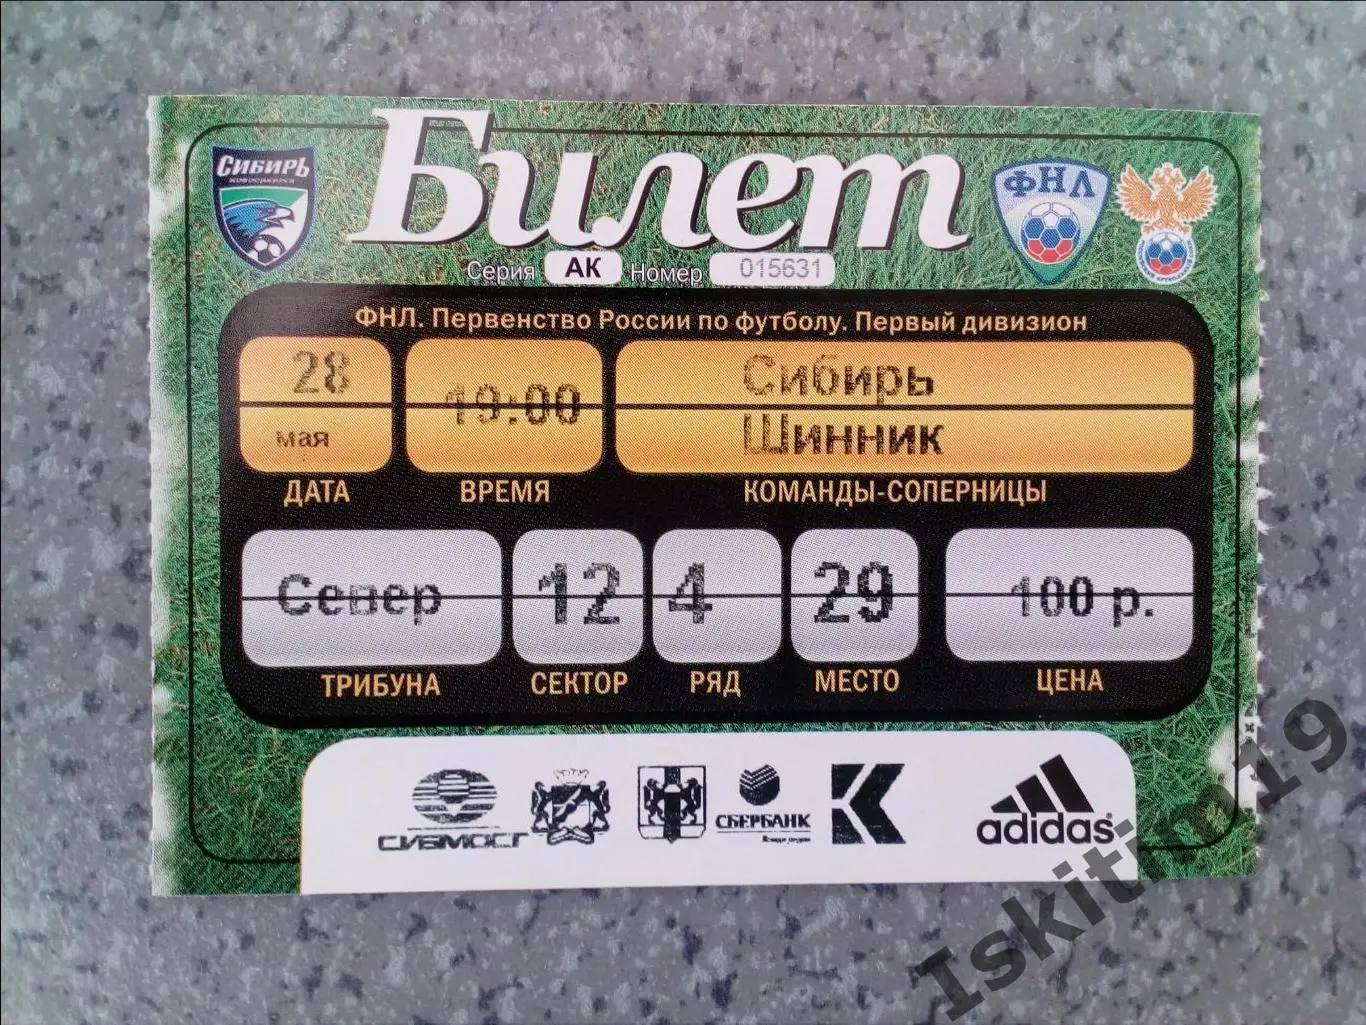 Билет
СИБИРЬ
НОВОСИБИРСК
ФНЛ
Серия АК Номер 015631
ФНЛ. Первенство России по футболу. Первый дивизион
28 мая
19:00
Сибирь
Шинник
ДАТА ВРЕМЯ КОМАНДЫ-СОПЕРНИЦЫ
Север 12 4 29 100 р.
ТРИБУНА СЕКТОР РЯД МЕСТО ЦЕНА
СИБМОСТ
СБЕРБАНК
adidas
Iskitim19